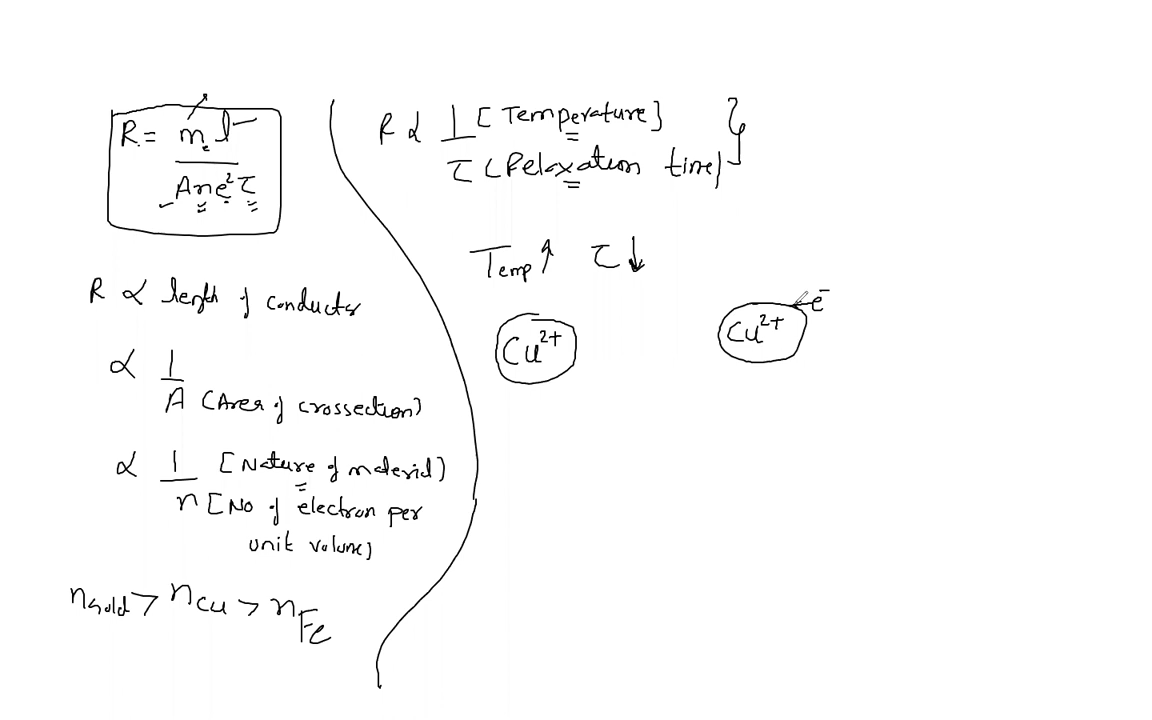 R = mₑl
Ane²τ
R ∝ length of conductor
∝ 1
A (Area of crossection)
∝ 1 [Nature of material)
n [No of electron per
unit volume)
nGold > nCu > nFe
R ∝ 1 [Temperature]
τ (Relaxation time)
Temp ↑ τ ↓
Cu²⁺
Cu²⁺ e⁻